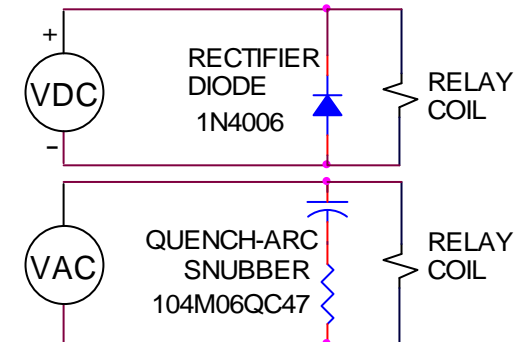 +
VDC
-
RECTIFIER
DIODE
1N4006
RELAY
COIL
VAC
QUENCH-ARC
SNUBBER
104M06QC47
RELAY
COIL